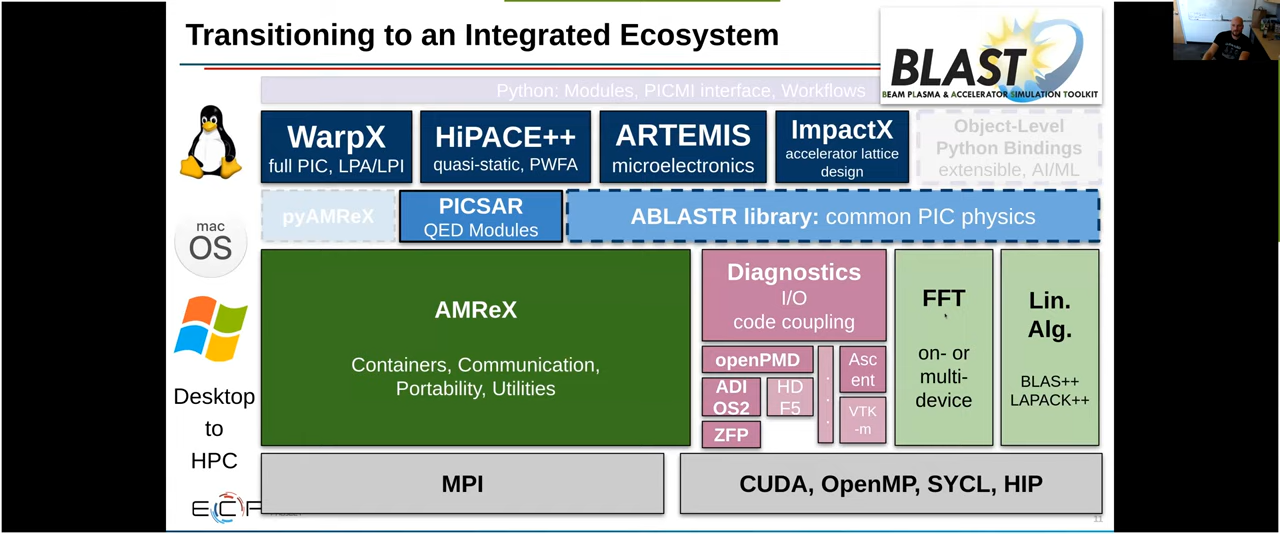 Transitioning to an Integrated Ecosystem
BLAST
BEAM PLASMA & ACCELERATOR SIMULATION TOOLKIT
Python: Modules, PICMI interface, Workflows
WarpX
full PIC, LPA/LPI
HiPACE++
quasi-static, PWFA
ARTEMIS
microelectronics
ImpactX
accelerator lattice
design
Object-Level
Python Bindings
extensible, AI/ML
pyAMReX
PICSAR
QED Modules
ABLASTR library: common PIC physics
mac
OS
AMReX
Containers, Communication,
Portability, Utilities
Diagnostics
I/O
code coupling
openPMD
ADI
OS2
HD
F5
ZFP
.
.
.
Asc
ent
VTK
-m
FFT
on- or
multi-
device
Lin.
Alg.
BLAS++
LAPACK++
Desktop
to
HPC
MPI
CUDA, OpenMP, SYCL, HIP
ECP
11